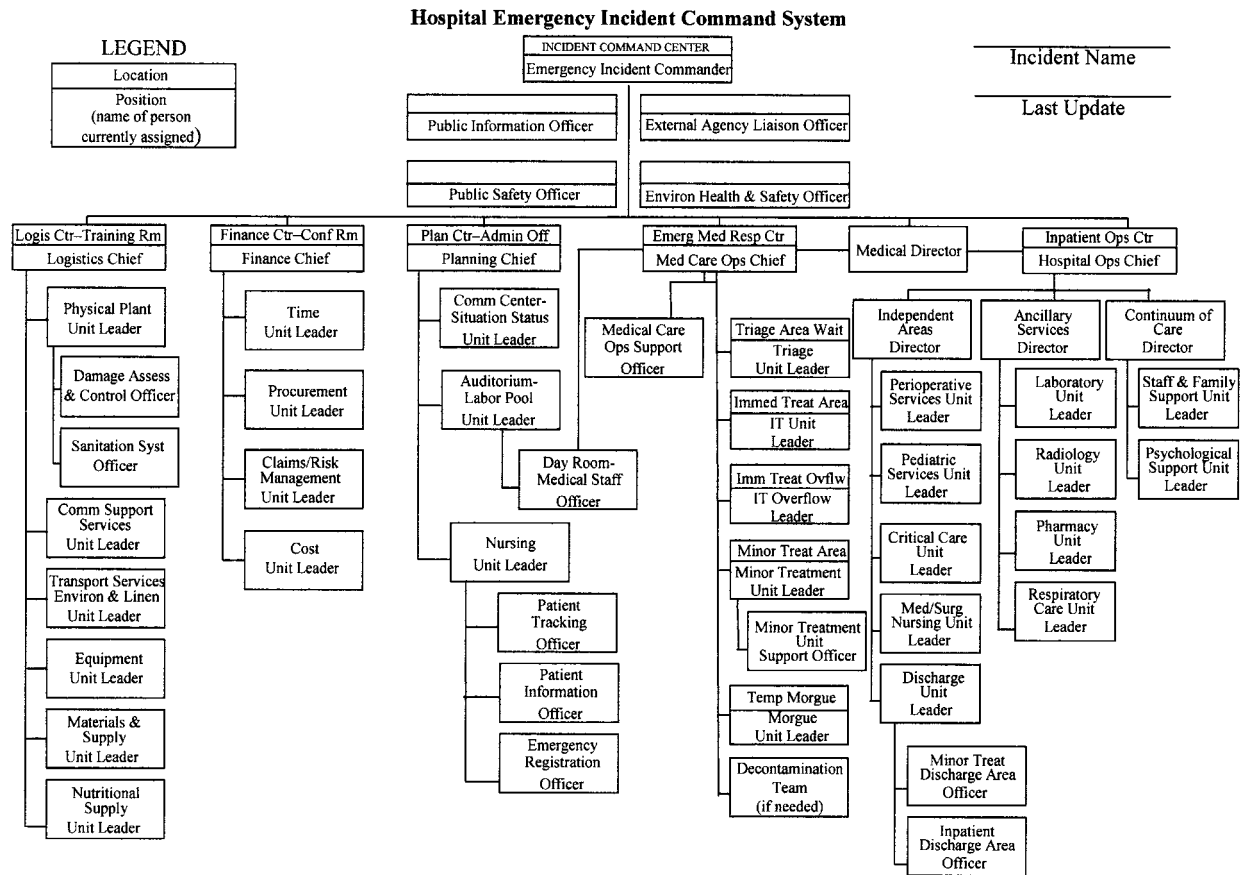 Hospital Emergency Incident Command System
LEGEND
Location
Position
(name of person
currently assigned)
INCIDENT COMMAND CENTER
Emergency Incident Commander
Incident Name
Last Update
Public Information Officer
External Agency Liaison Officer
Public Safety Officer
Environ Health & Safety Officer
Logis Ctr–Training Rm
Logistics Chief
Physical Plant
Unit Leader
Damage Assess
& Control Officer
Sanitation Syst
Officer
Comm Support
Services
Unit Leader
Transport Services
Environ & Linen
Unit Leader
Equipment
Unit Leader
Materials &
Supply
Unit Leader
Nutritional
Supply
Unit Leader
Finance Ctr–Conf Rm
Finance Chief
Time
Unit Leader
Procurement
Unit Leader
Claims/Risk
Management
Unit Leader
Cost
Unit Leader
Plan Ctr–Admin Off
Planning Chief
Comm Center-
Situation Status
Unit Leader
Auditorium-
Labor Pool
Unit Leader
Day Room-
Medical Staff
Officer
Nursing
Unit Leader
Patient
Tracking
Officer
Patient
Information
Officer
Emergency
Registration
Officer
Emerg Med Resp Ctr
Med Care Ops Chief
Medical Care
Ops Support
Officer
Triage Area Wait
Triage
Unit Leader
Immed Treat Area
IT Unit
Leader
Imm Treat Ovflw
IT Overflow
Leader
Minor Treat Area
Minor Treatment
Unit Leader
Minor Treatment
Unit
Support Officer
Temp Morgue
Morgue
Unit Leader
Decontamination
Team
(if needed)
Medical Director
Inpatient Ops Ctr
Hospital Ops Chief
Independent
Areas
Director
Perioperative
Services Unit
Leader
Pediatric
Services Unit
Leader
Critical Care
Unit
Leader
Med/Surg
Nursing Unit
Leader
Discharge
Unit
Leader
Minor Treat
Discharge Area
Officer
Inpatient
Discharge Area
Officer
Ancillary
Services
Director
Laboratory
Unit
Leader
Radiology
Unit
Leader
Pharmacy
Unit
Leader
Respiratory
Care Unit
Leader
Continuum of
Care
Director
Staff & Family
Support Unit
Leader
Psychological
Support Unit
Leader